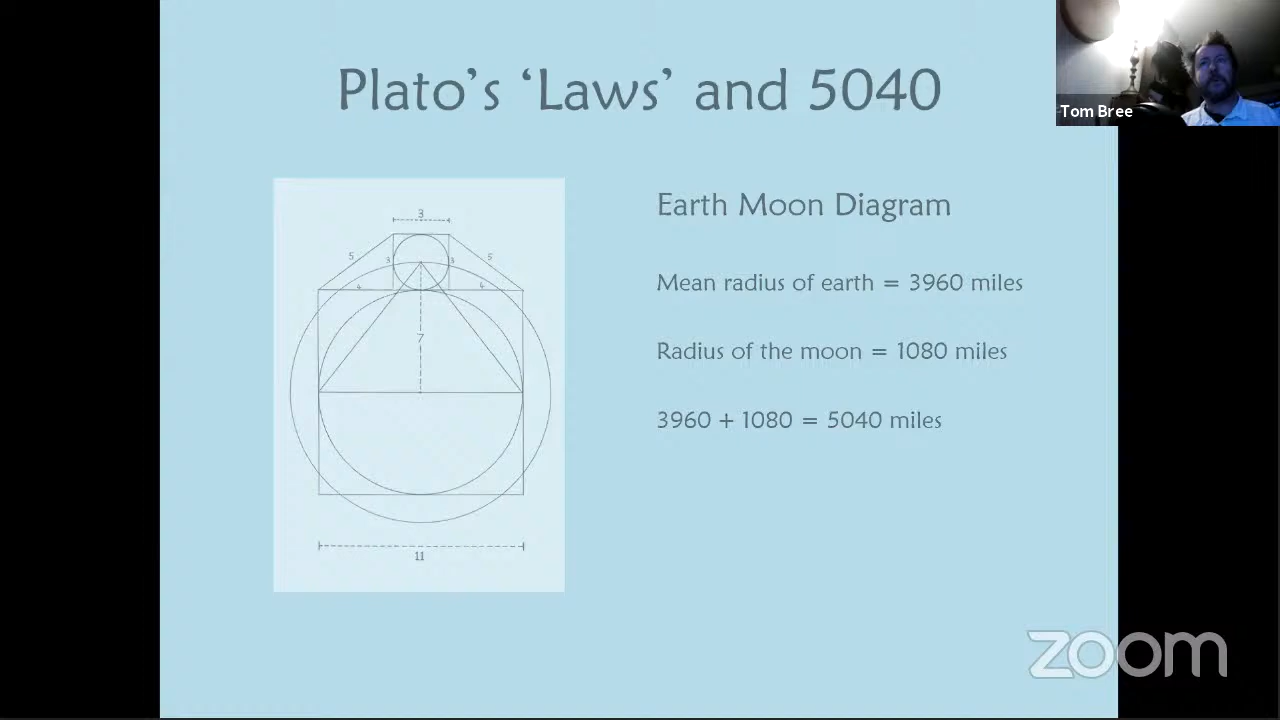 Plato's ‘Laws’ and 5040
Tom Bree
Earth Moon Diagram
Mean radius of earth = 3960 miles
Radius of the moon = 1080 miles
3960 + 1080 = 5040 miles
3
5 3 3 5
4 4
7
11
zoom